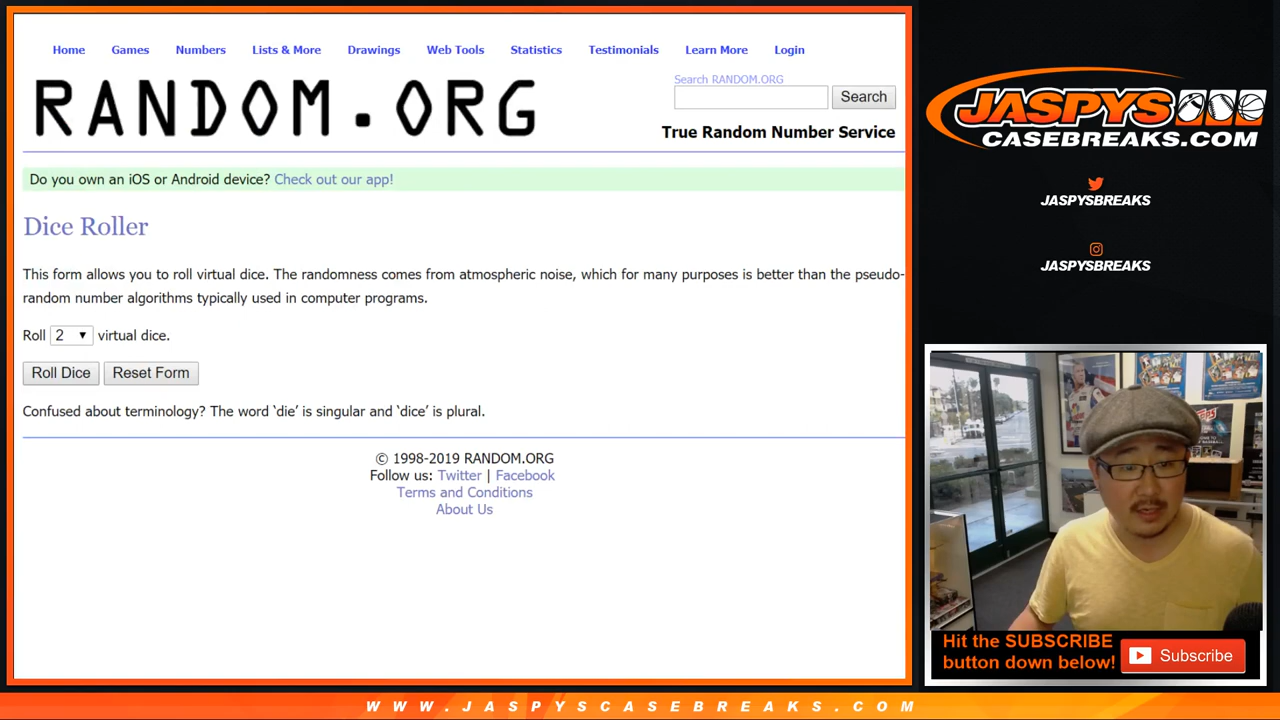 Home Games Numbers Lists & More Drawings Web Tools Statistics Testimonials Learn More Login
RANDOM.ORG
Search RANDOM.ORG
Search
True Random Number Service
Do you own an iOS or Android device? Check out our app!
Dice Roller
This form allows you to roll virtual dice. The randomness comes from atmospheric noise, which for many purposes is better than the pseudo-
random number algorithms typically used in computer programs.
Roll 2 virtual dice.
Roll Dice Reset Form
Confused about terminology? The word ‘die’ is singular and ‘dice’ is plural.
© 1998-2019 RANDOM.ORG
Follow us: Twitter | Facebook
Terms and Conditions
About Us
JASPYS
CASEBREAKS.COM
JASPYSBREAKS
JASPYSBREAKS
Hit the SUBSCRIBE
button down below!
Subscribe
WWW.JASPYSCASEBREAKS.COM